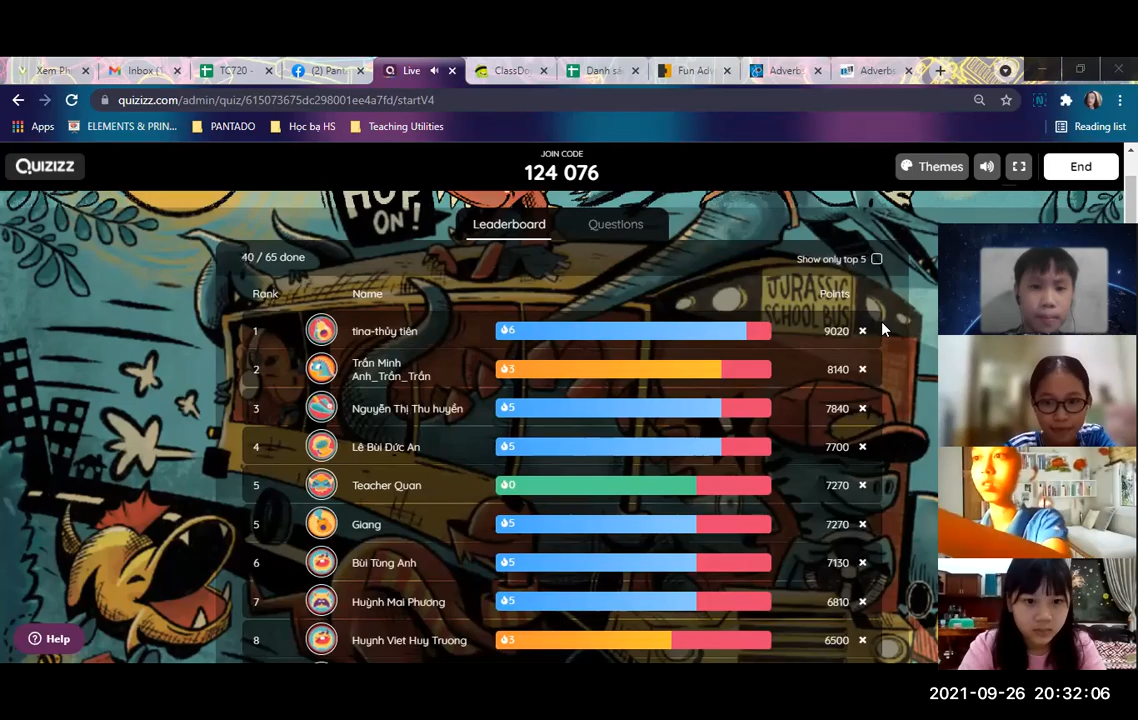 Xem Ph
Inbox (1
TC720 -
(2) Pant
Live
ClassDo
Danh sá
Fun Adv
Adverb
Adverbs
quizizz.com/admin/quiz/615073675dc298001ee4a7fd/startV4
Apps
ELEMENTS & PRIN...
PANTADO
Học bạ HS
Teaching Utilities
Reading list
QUIZIZZ
JOIN CODE
124 076
Themes
End
HOP
ON!
Leaderboard
Questions
40 / 65 done
Show only top 5
JURASSIC
SCHOOL BUS
Rank
Name
Points
1 tina-thủy tiên 6 9020
2 Trần Minh
Anh_Trần_Trần 3 8140
3 Nguyễn Thị Thu huyền 5 7840
4 Lê Bùi Đức An 5 7700
5 Teacher Quan 0 7270
5 Giang 5 7270
6 Bùi Tùng Anh 5 7130
7 Huỳnh Mai Phương 5 6810
8 Huynh Viet Huy Truong 3 6500
Help
2021-09-26 20:32:06